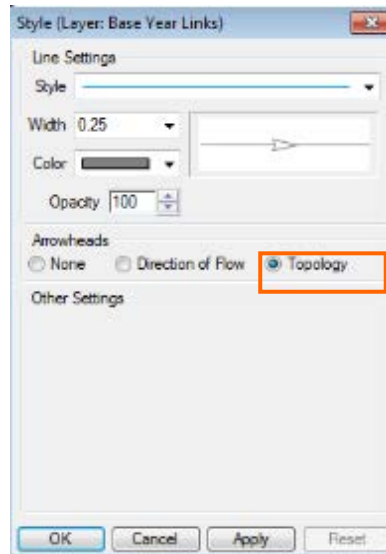 Style (Layer: Base Year Links)
Line Settings
Style
Width 0.25
Color
Opacity 100
Arrowheads
None Direction of Flow Topology
Other Settings
OK Cancel Apply Reset